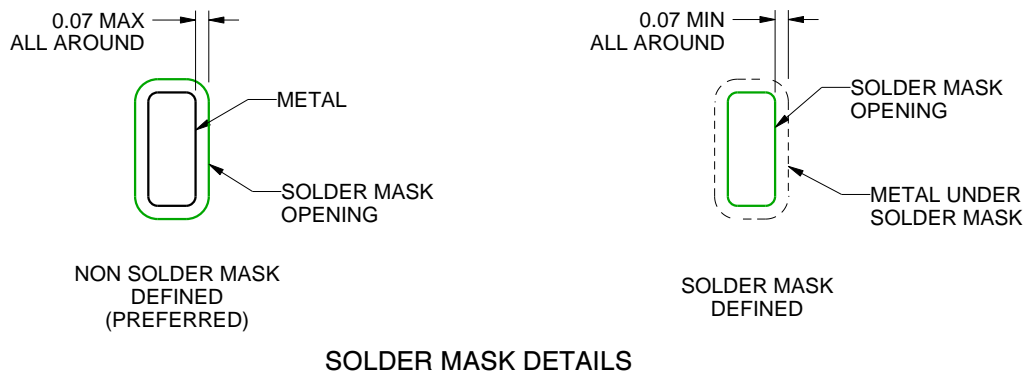 0.07 MAX
ALL AROUND
METAL
SOLDER MASK
OPENING
NON SOLDER MASK
DEFINED
(PREFERRED)
0.07 MIN
ALL AROUND
SOLDER MASK
OPENING
METAL UNDER
SOLDER MASK
SOLDER MASK
DEFINED
SOLDER MASK DETAILS